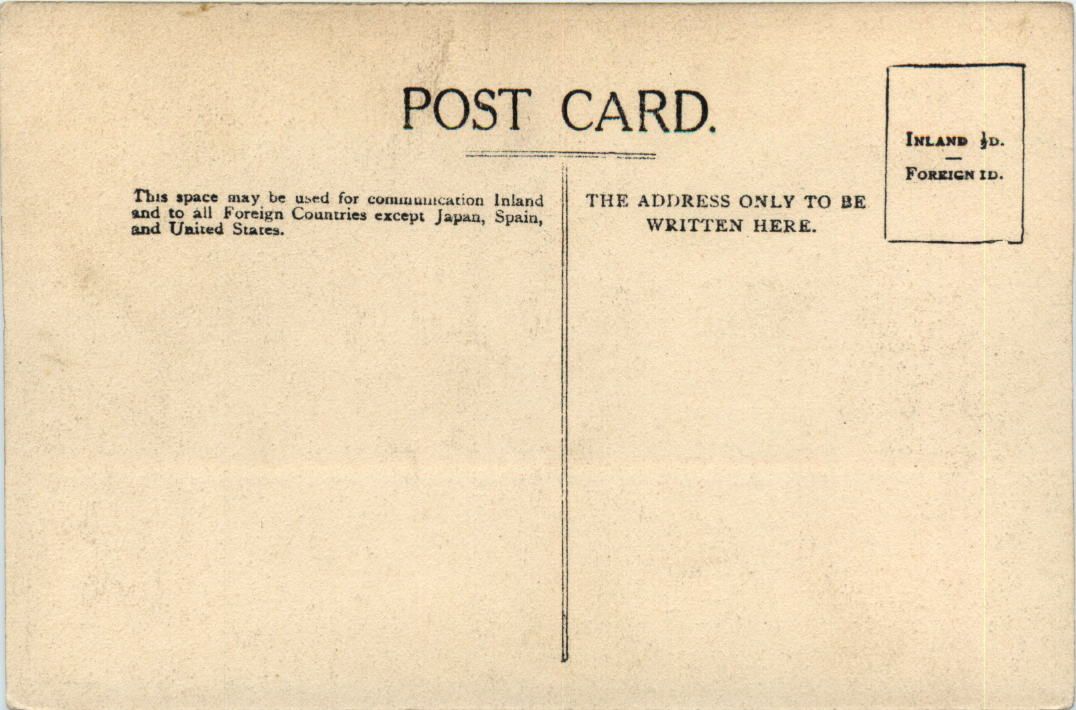 POST CARD.
This space may be used for communication Inland
and to all Foreign Countries except Japan, Spain,
and United States.
THE ADDRESS ONLY TO BE
WRITTEN HERE.
INLAND ½D.
FOREIGN 1D.